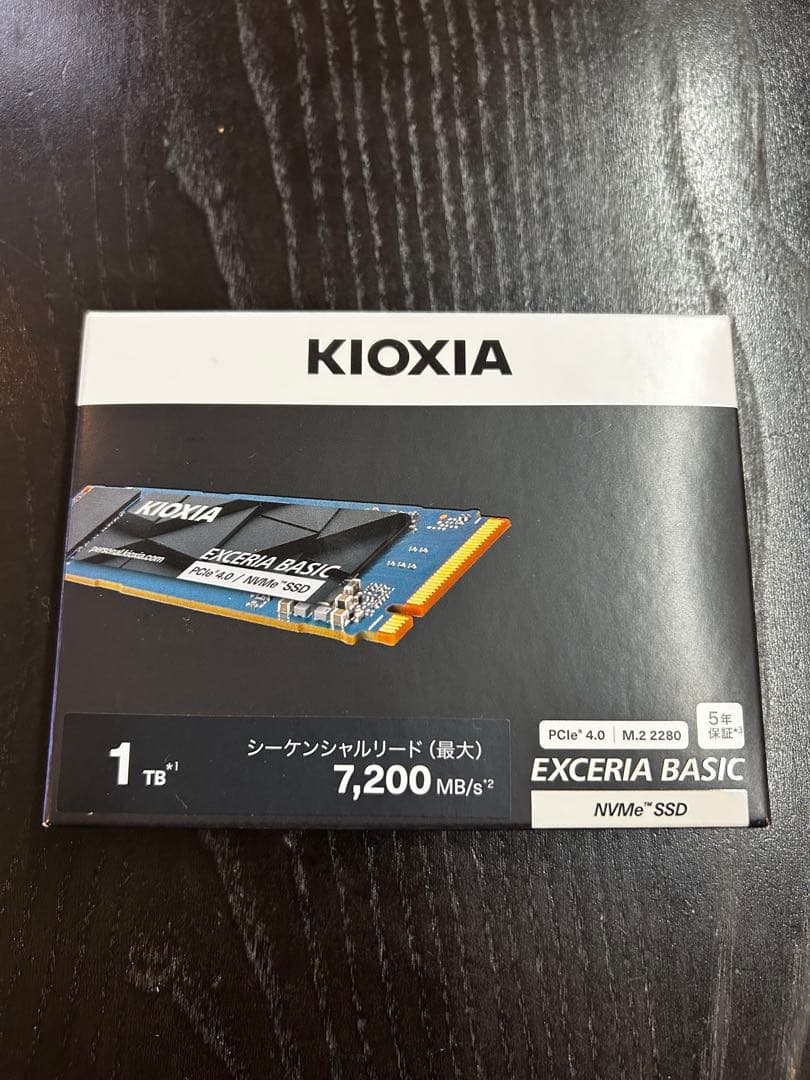 KIOXIA
KIOXIA
personal.kioxia.com
EXCERIA BASIC
PCIe® 4.0 / NVMe™ SSD
1 TB*1
シーケンシャルリード（最大）
7,200 MB/s*2
PCIe® 4.0 | M.2 2280
5年
保証*3
EXCERIA BASIC
NVMe™ SSD